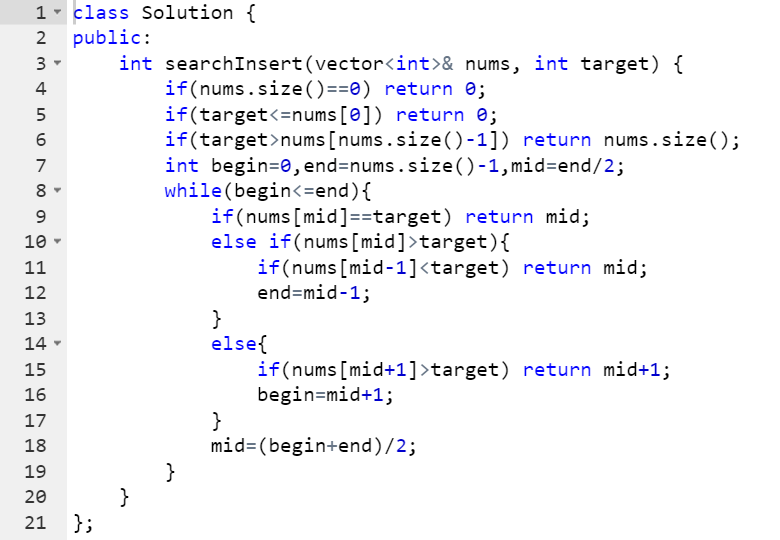 1 class Solution {
2 public:
3     int searchInsert(vector<int>& nums, int target) {
4         if(nums.size()==0) return 0;
5         if(target<=nums[0]) return 0;
6         if(target>nums[nums.size()-1]) return nums.size();
7         int begin=0,end=nums.size()-1,mid=end/2;
8         while(begin<=end){
9             if(nums[mid]==target) return mid;
10             else if(nums[mid]>target){
11                 if(nums[mid-1]<target) return mid;
12                 end=mid-1;
13             }
14             else{
15                 if(nums[mid+1]>target) return mid+1;
16                 begin=mid+1;
17             }
18             mid=(begin+end)/2;
19         }
20     }
21 };